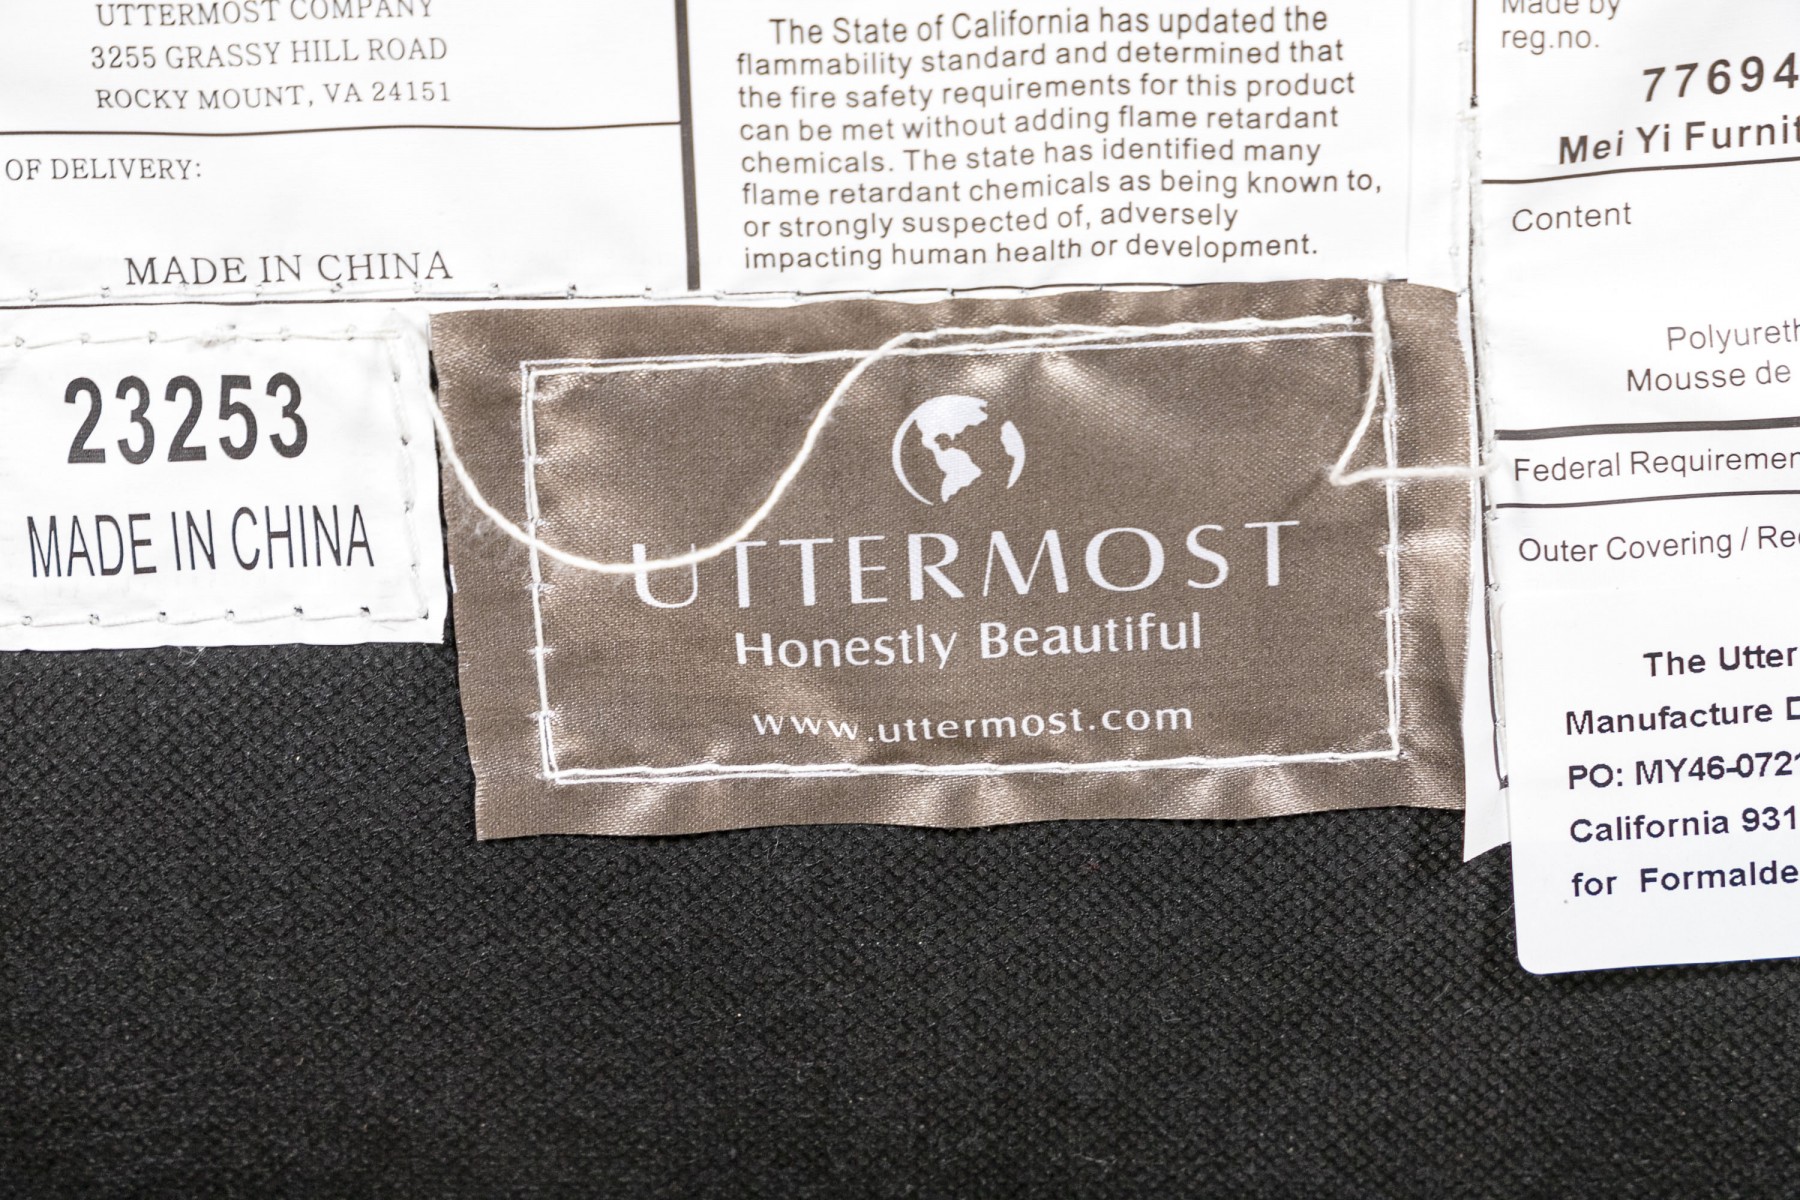 UTTERMOST COMPANY
3255 GRASSY HILL ROAD
ROCKY MOUNT, VA 24151
OF DELIVERY:
MADE IN CHINA
The State of California has updated the
flammability standard and determined that
the fire safety requirements for this product
can be met without adding flame retardant
chemicals. The state has identified many
flame retardant chemicals as being known to,
or strongly suspected of, adversely
impacting human health or development.
23253
MADE IN CHINA
UTTERMOST
Honestly Beautiful
www.uttermost.com
Made by
reg.no.
77694
Mei Yi Furnit
Content
Polyureth
Mousse de
Federal Requiremen
Outer Covering / Rec
The Utter
Manufacture D
PO: MY46-0721
California 931
for Formalde